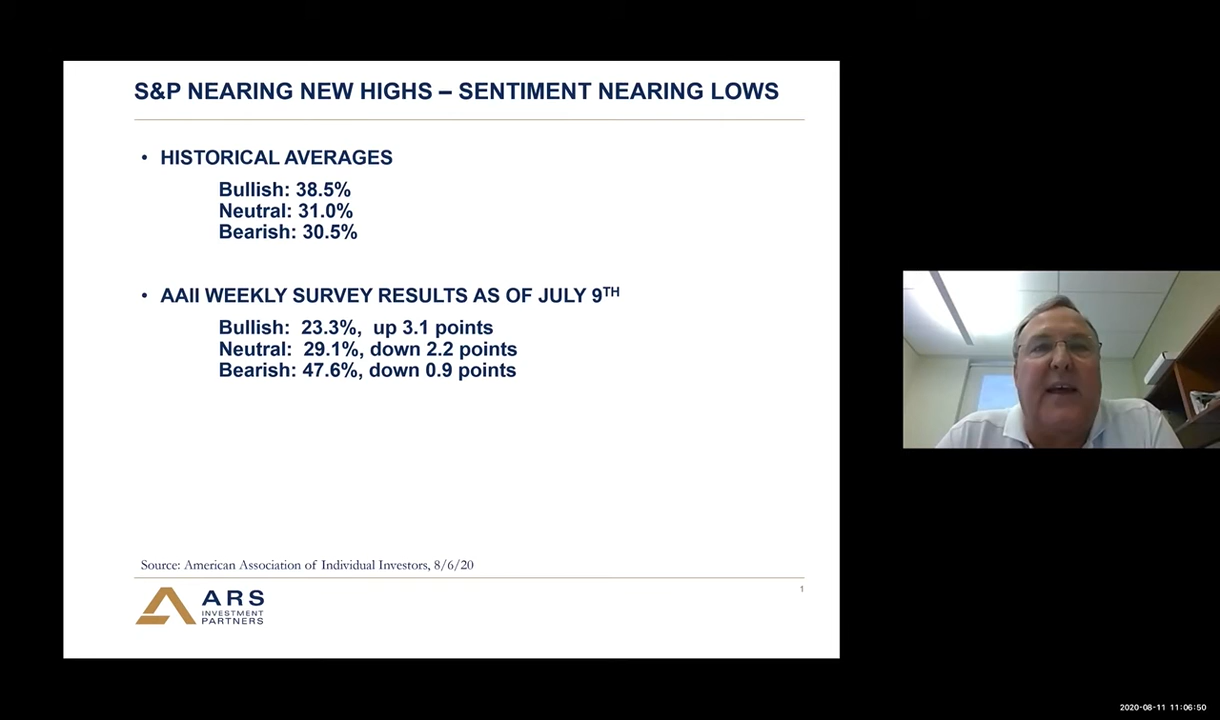 S&P NEARING NEW HIGHS – SENTIMENT NEARING LOWS
• HISTORICAL AVERAGES
Bullish: 38.5%
Neutral: 31.0%
Bearish: 30.5%
• AAII WEEKLY SURVEY RESULTS AS OF JULY 9TH
Bullish: 23.3%, up 3.1 points
Neutral: 29.1%, down 2.2 points
Bearish: 47.6%, down 0.9 points
Source: American Association of Individual Investors, 8/6/20
1
ARS
INVESTMENT
PARTNERS
2020-08-11 11:06:50